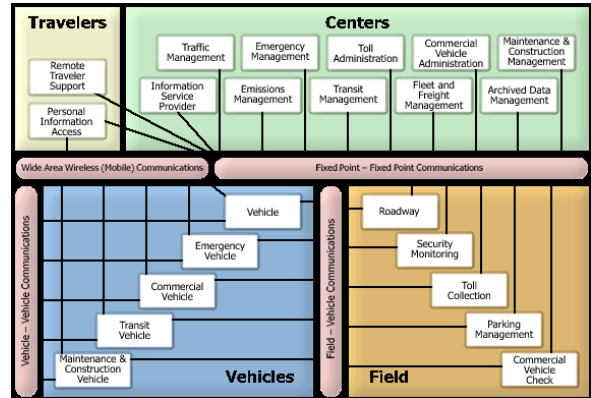 Travelers
Centers
Traffic
Management
Emergency
Management
Toll
Administration
Commercial
Vehicle
Administration
Maintenance &
Construction
Management
Remote
Traveler
Support
Information
Service
Provider
Emissions
Management
Transit
Management
Fleet and
Freight
Management
Archived Data
Management
Personal
Information
Access
Wide Area Wireless (Mobile) Communications
Fixed Point – Fixed Point Communications
Vehicle – Vehicle Communications
Vehicle
Emergency
Vehicle
Commercial
Vehicle
Transit
Vehicle
Maintenance &
Construction
Vehicle
Vehicles
Field – Vehicle Communications
Roadway
Security
Monitoring
Toll
Collection
Parking
Management
Commercial
Vehicle
Check
Field